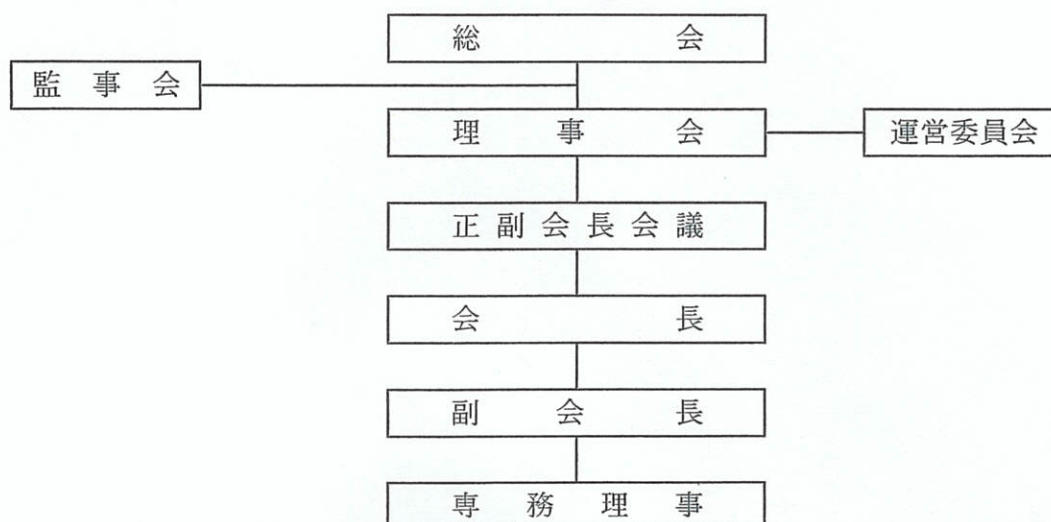 総会
監事会
理事会
運営委員会
正副会長会議
会長
副会長
専務理事